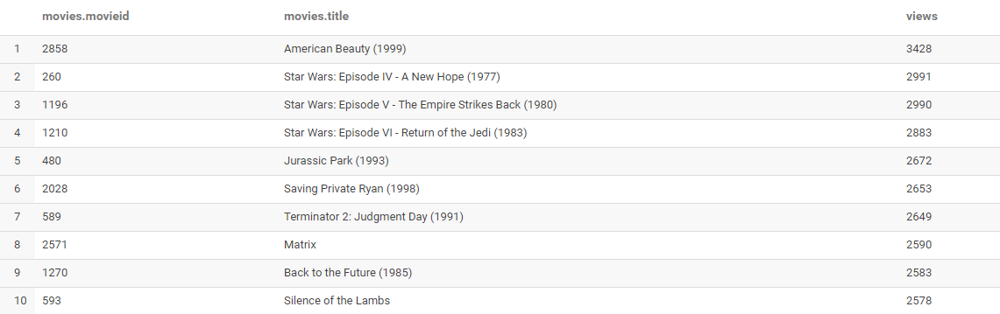 movies.movieid movies.title views
1 2858 American Beauty (1999) 3428
2 260 Star Wars: Episode IV - A New Hope (1977) 2991
3 1196 Star Wars: Episode V - The Empire Strikes Back (1980) 2990
4 1210 Star Wars: Episode VI - Return of the Jedi (1983) 2883
5 480 Jurassic Park (1993) 2672
6 2028 Saving Private Ryan (1998) 2653
7 589 Terminator 2: Judgment Day (1991) 2649
8 2571 Matrix 2590
9 1270 Back to the Future (1985) 2583
10 593 Silence of the Lambs 2578